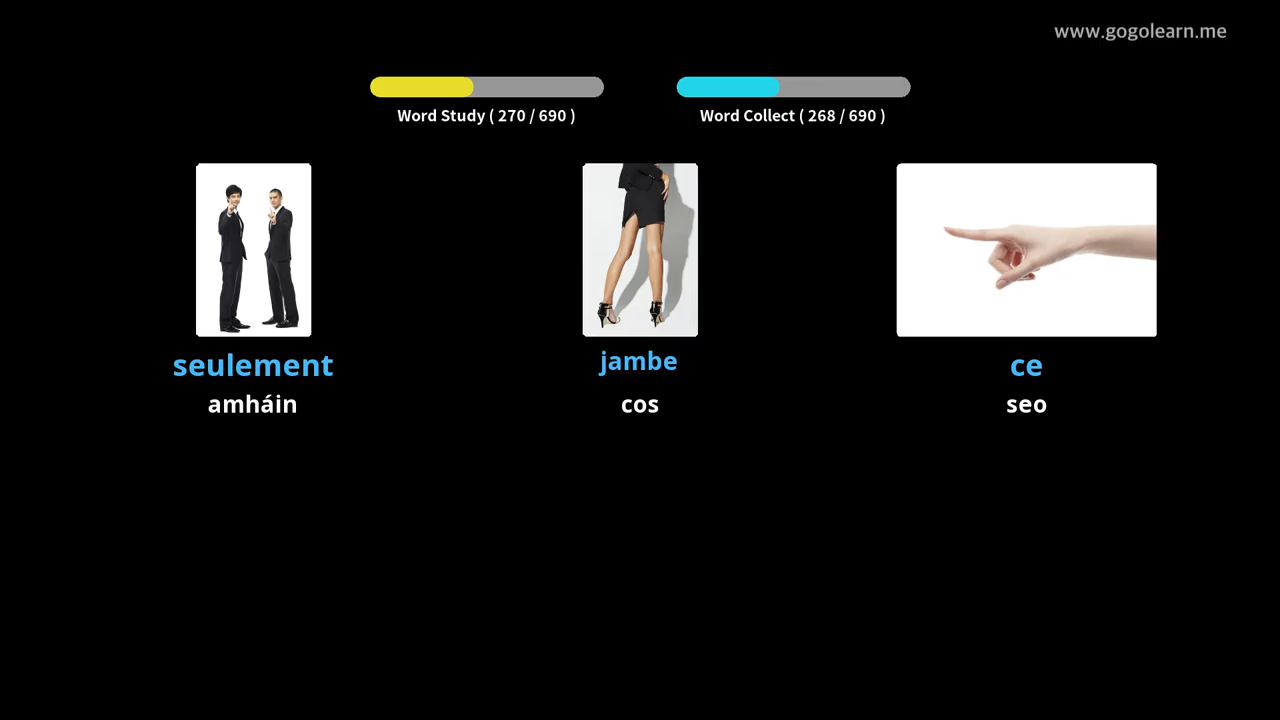 www.gogolearn.me
Word Study ( 270 / 690 )
Word Collect ( 268 / 690 )
seulement
amháin
jambe
cos
ce
seo